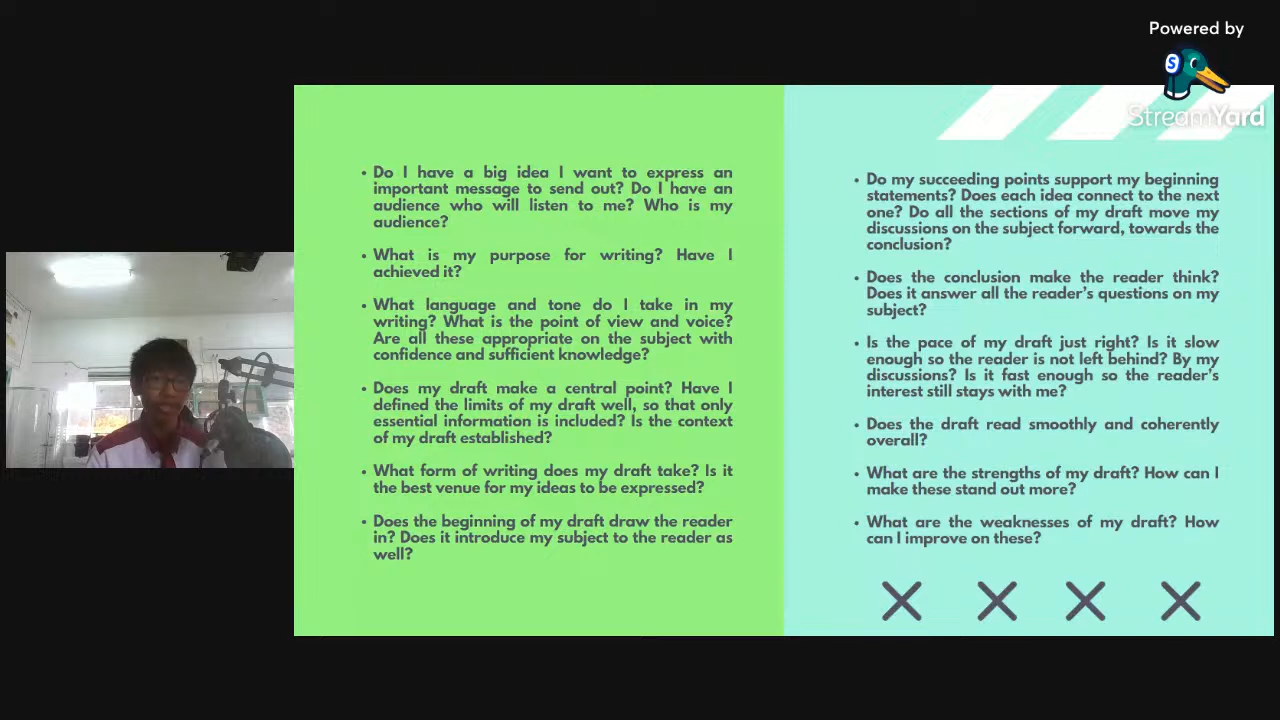 Powered by
S
StreamYard
• Do I have a big idea I want to express an
important message to send out? Do I have an
audience who will listen to me? Who is my
audience?
• What is my purpose for writing? Have I
achieved it?
• What language and tone do I take in my
writing? What is the point of view and voice?
Are all these appropriate on the subject with
confidence and sufficient knowledge?
• Does my draft make a central point? Have I
defined the limits of my draft well, so that only
essential information is included? Is the context
of my draft established?
• What form of writing does my draft take? Is it
the best venue for my ideas to be expressed?
• Does the beginning of my draft draw the reader
in? Does it introduce my subject to the reader as
well?
• Do my succeeding points support my beginning
statements? Does each idea connect to the next
one? Do all the sections of my draft move my
discussions on the subject forward, towards the
conclusion?
• Does the conclusion make the reader think?
Does it answer all the reader's questions on my
subject?
• Is the pace of my draft just right? Is it slow
enough so the reader is not left behind? By my
discussions? Is it fast enough so the reader's
interest still stays with me?
• Does the draft read smoothly and coherently
overall?
• What are the strengths of my draft? How can I
make these stand out more?
• What are the weaknesses of my draft? How
can I improve on these?